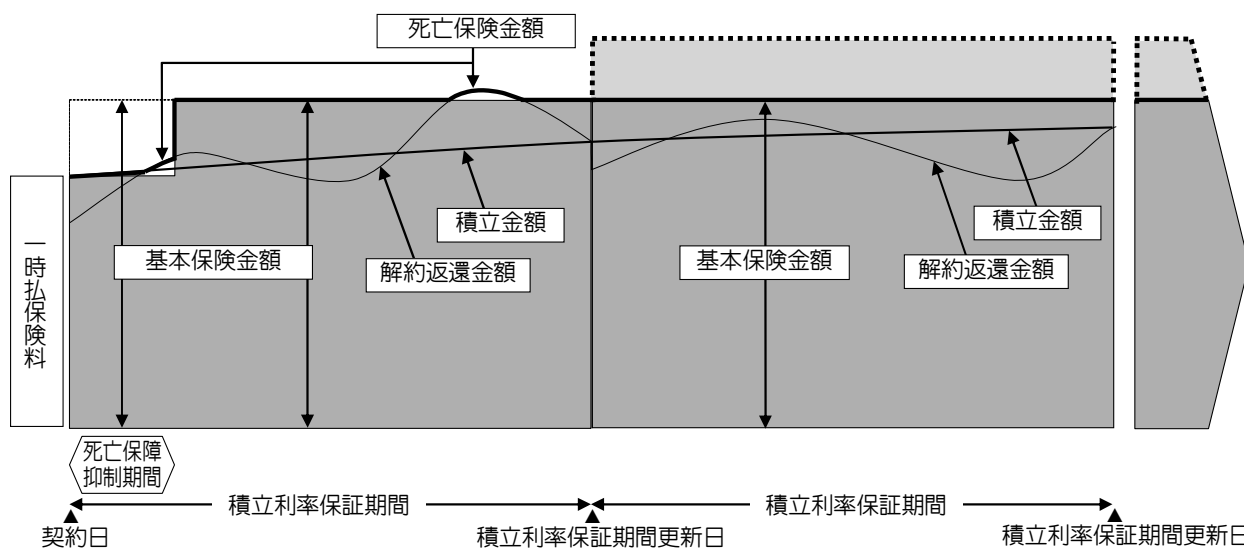 死亡保険金額
一時払保険料
基本保険金額
積立金額
解約返還金額
基本保険金額
積立金額
解約返還金額
死亡保障
抑制期間
積立利率保証期間
積立利率保証期間
契約日
積立利率保証期間更新日
積立利率保証期間更新日